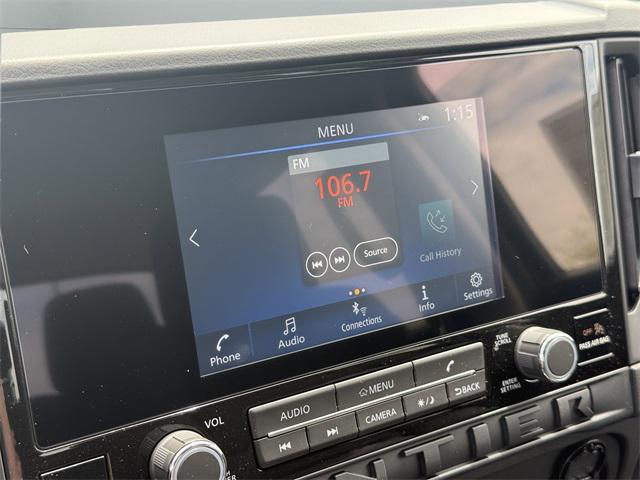 MENU
1:15
FM
106.7
FM
Source
Call History
Phone
Audio
Connections
Info
Settings
VOL
AUDIO
MENU
CAMERA
BACK
TUNE
SCROLL
ENTER
SETTING
OFF
PASS AIR BAG
NTIER